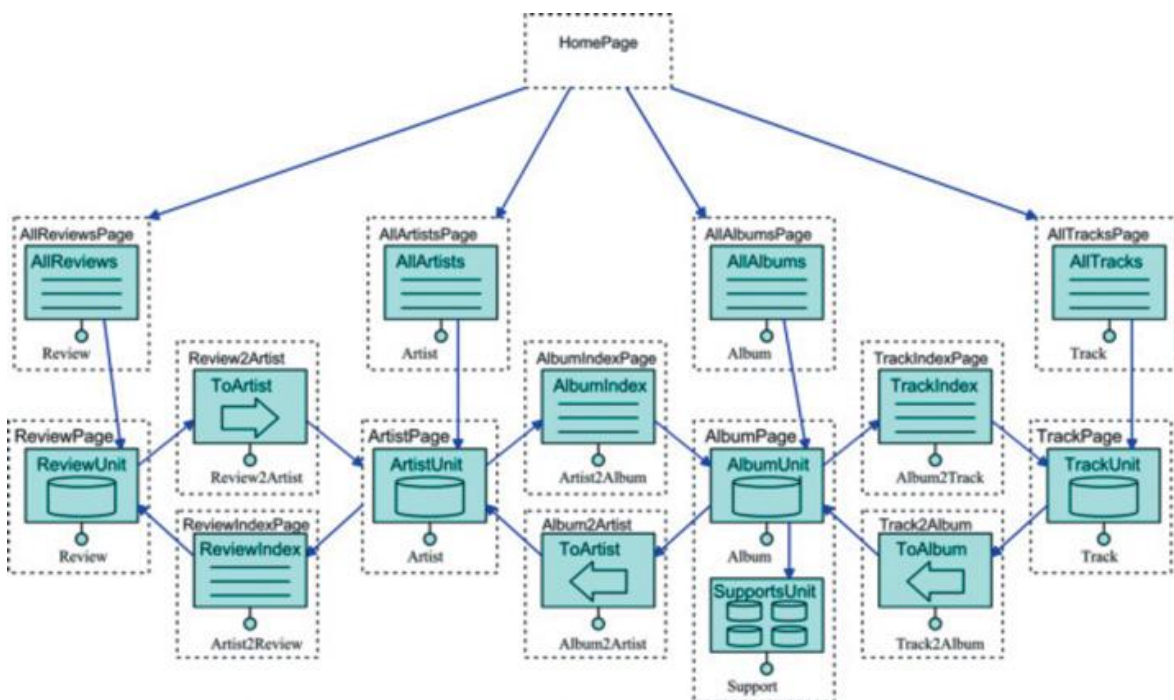 HomePage
AllReviewsPage
AllReviews
Review
AllArtistsPage
AllArtists
Artist
AllAlbumsPage
AllAlbums
Album
AllTracksPage
AllTracks
Track
Review2Artist
ToArtist
Review2Artist
AlbumIndexPage
AlbumIndex
Artist2Album
TrackIndexPage
TrackIndex
Album2Track
ReviewPage
ReviewUnit
Review
ArtistPage
ArtistUnit
Artist
AlbumPage
AlbumUnit
Album
TrackPage
TrackUnit
Track
ReviewIndexPage
ReviewIndex
Artist2Review
Album2Artist
ToArtist
Album2Artist
Track2Album
ToAlbum
Track2Album
SupportsUnit
Support